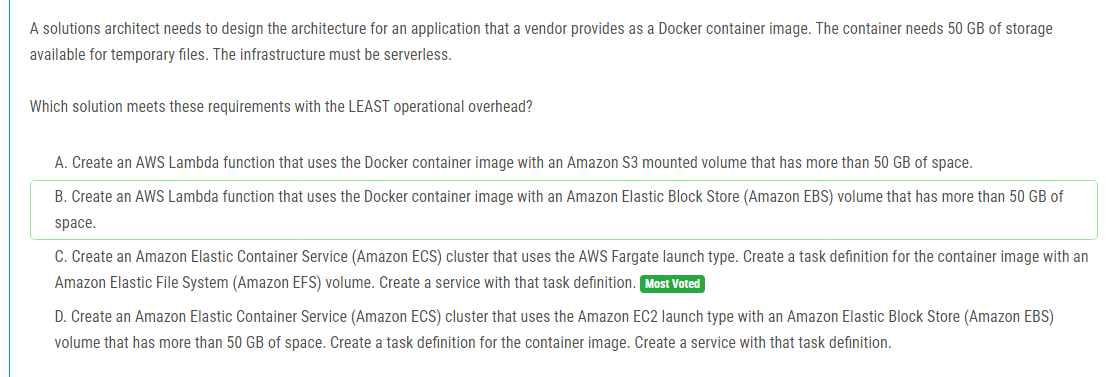 A solutions architect needs to design the architecture for an application that a vendor provides as a Docker container image. The container needs 50 GB of storage
available for temporary files. The infrastructure must be serverless.
Which solution meets these requirements with the LEAST operational overhead?
A. Create an AWS Lambda function that uses the Docker container image with an Amazon S3 mounted volume that has more than 50 GB of space.
B. Create an AWS Lambda function that uses the Docker container image with an Amazon Elastic Block Store (Amazon EBS) volume that has more than 50 GB of
space.
C. Create an Amazon Elastic Container Service (Amazon ECS) cluster that uses the AWS Fargate launch type. Create a task definition for the container image with an
Amazon Elastic File System (Amazon EFS) volume. Create a service with that task definition. Most Voted
D. Create an Amazon Elastic Container Service (Amazon ECS) cluster that uses the Amazon EC2 launch type with an Amazon Elastic Block Store (Amazon EBS)
volume that has more than 50 GB of space. Create a task definition for the container image. Create a service with that task definition.